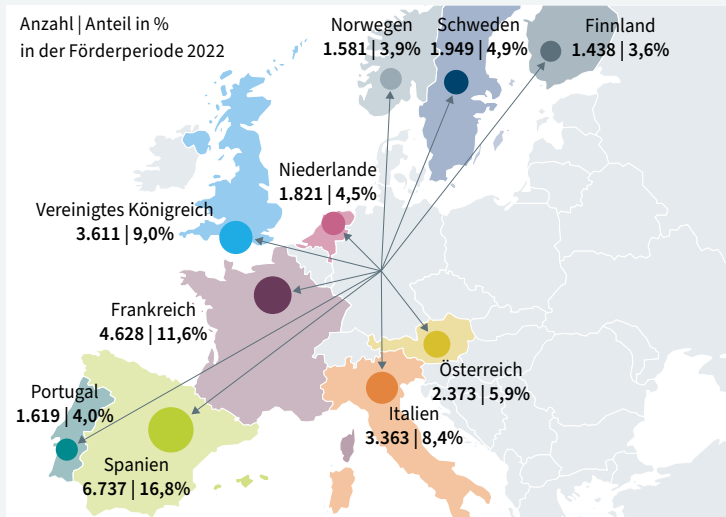 Anzahl | Anteil in %
in der Förderperiode 2022
Norwegen
1.581 | 3,9%
Schweden
1.949 | 4,9%
Finnland
1.438 | 3,6%
Niederlande
1.821 | 4,5%
Vereinigtes Königreich
3.611 | 9,0%
Frankreich
4.628 | 11,6%
Österreich
2.373 | 5,9%
Portugal
1.619 | 4,0%
Italien
3.363 | 8,4%
Spanien
6.737 | 16,8%